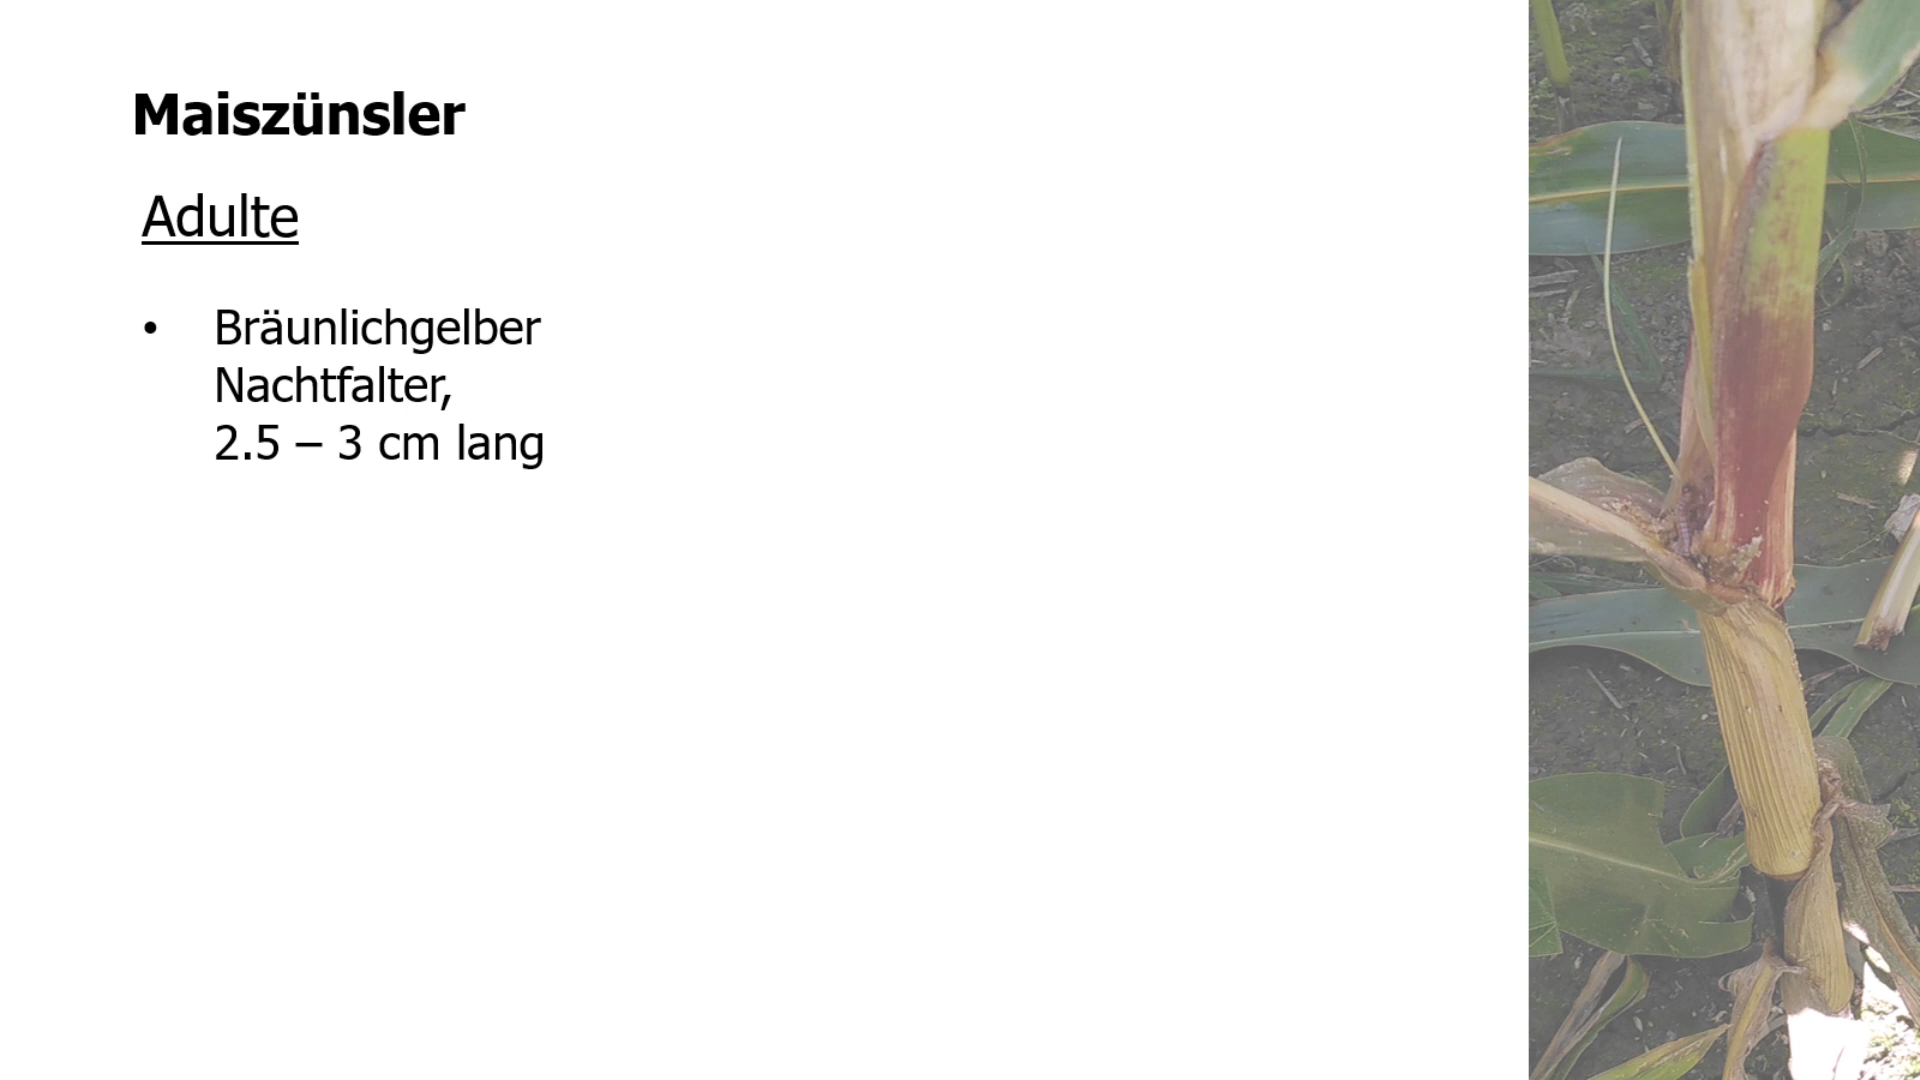 Maiszünsler
Adulte
• Bräunlichgelber
Nachtfalter,
2.5 – 3 cm lang